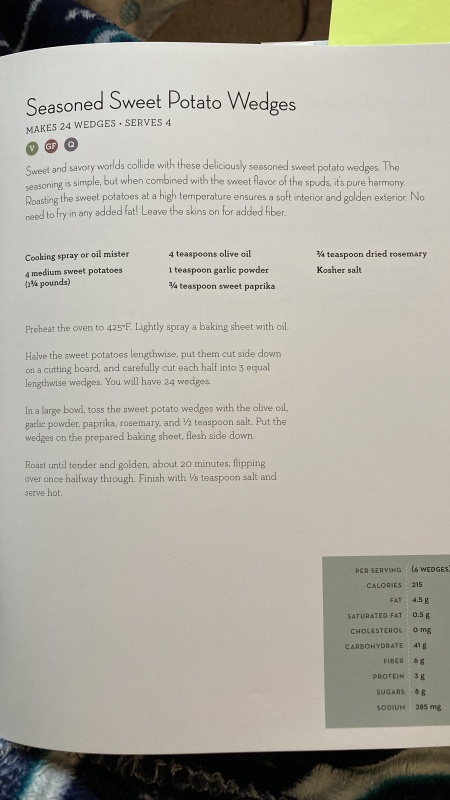 Seasoned Sweet Potato Wedges
MAKES 24 WEDGES • SERVES 4
V GF Q
Sweet and savory worlds collide with these deliciously seasoned sweet potato wedges. The
seasoning is simple, but when combined with the sweet flavor of the spuds, it's pure harmony.
Roasting the sweet potatoes at a high temperature ensures a soft interior and golden exterior. No
need to fry in any added fat! Leave the skins on for added fiber.
Cooking spray or oil mister
4 medium sweet potatoes
(1¾ pounds)
4 teaspoons olive oil
1 teaspoon garlic powder
¾ teaspoon sweet paprika
¾ teaspoon dried rosemary
Kosher salt
Preheat the oven to 425°F. Lightly spray a baking sheet with oil.
Halve the sweet potatoes lengthwise, put them cut side down
on a cutting board, and carefully cut each half into 3 equal
lengthwise wedges. You will have 24 wedges.
In a large bowl, toss the sweet potato wedges with the olive oil,
garlic powder, paprika, rosemary, and ½ teaspoon salt. Put the
wedges on the prepared baking sheet, flesh side down.
Roast until tender and golden, about 20 minutes, flipping
over once halfway through. Finish with ⅛ teaspoon salt and
serve hot.
PER SERVING (6 WEDGES)
CALORIES 215
FAT 4.5 g
SATURATED FAT 0.5 g
CHOLESTEROL 0 mg
CARBOHYDRATE 41 g
FIBER 6 g
PROTEIN 3 g
SUGARS 8 g
SODIUM 285 mg